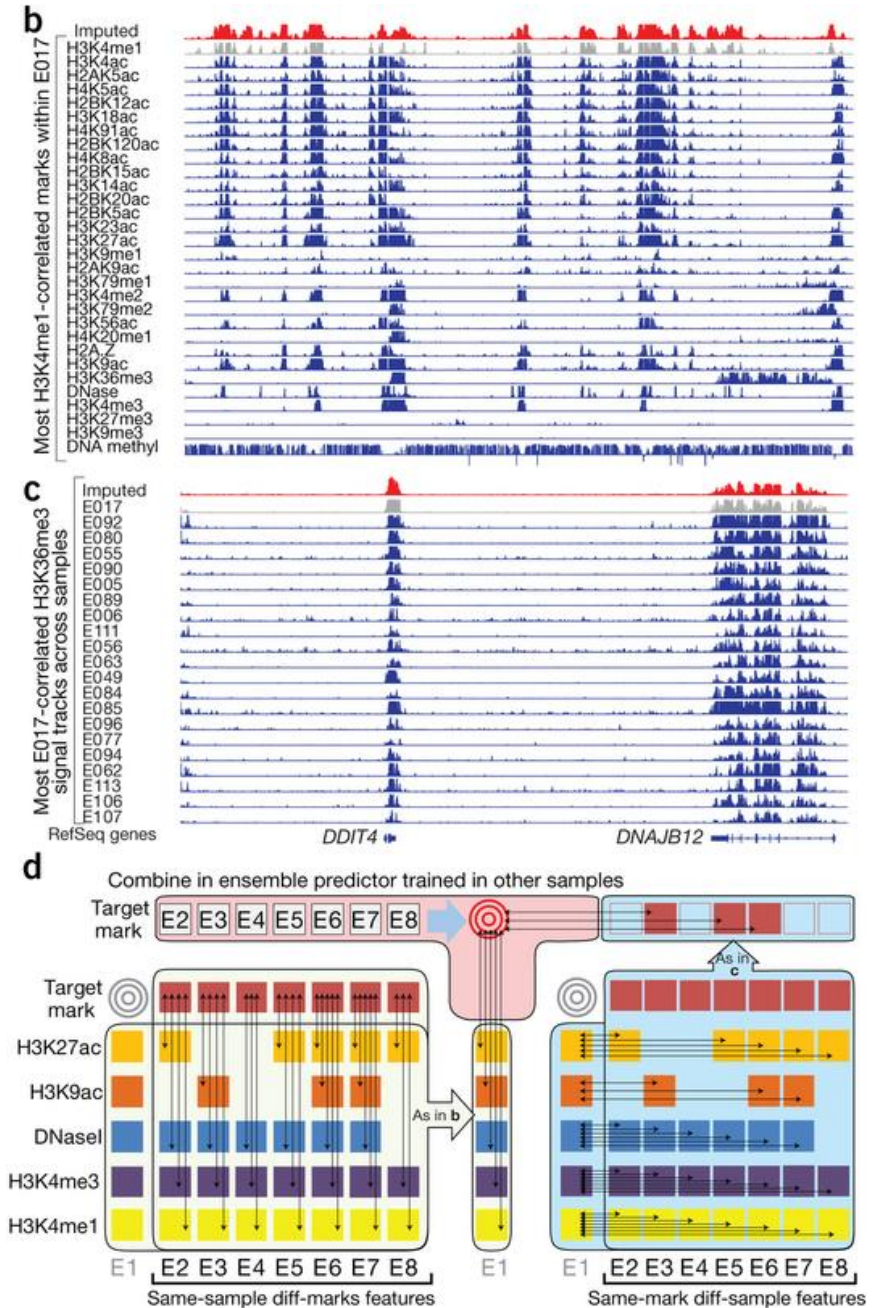 b
Imputed
H3K4me1
H3K4ac
H2AK5ac
H4K5ac
H2BK12ac
H3K18ac
H4K91ac
H2BK120ac
H4K8ac
H2BK15ac
H3K14ac
H2BK20ac
H2BK5ac
H3K23ac
H3K27ac
H3K9me1
H2AK9ac
H3K79me1
H3K4me2
H3K79me2
H3K56ac
H4K20me1
H2A.Z
H3K9ac
H3K36me3
DNase
H3K4me3
H3K27me3
H3K9me3
DNA methyl
Most H3K4me1-correlated marks within E017
c
Imputed
E017
E092
E080
E055
E090
E005
E089
E006
E111
E056
E063
E049
E084
E085
E096
E077
E094
E062
E113
E106
E107
Most E017-correlated H3K36me3
signal tracks across samples
RefSeq genes DDIT4 DNAJB12
d
Combine in ensemble predictor trained in other samples
Target
mark
E2 E3 E4 E5 E6 E7 E8
As in
c
Target
mark
H3K27ac
H3K9ac
DNaseI
H3K4me3
H3K4me1
As in b
E1 E2 E3 E4 E5 E6 E7 E8 E1 E1 E2 E3 E4 E5 E6 E7 E8
Same-sample diff-marks features Same-mark diff-sample features